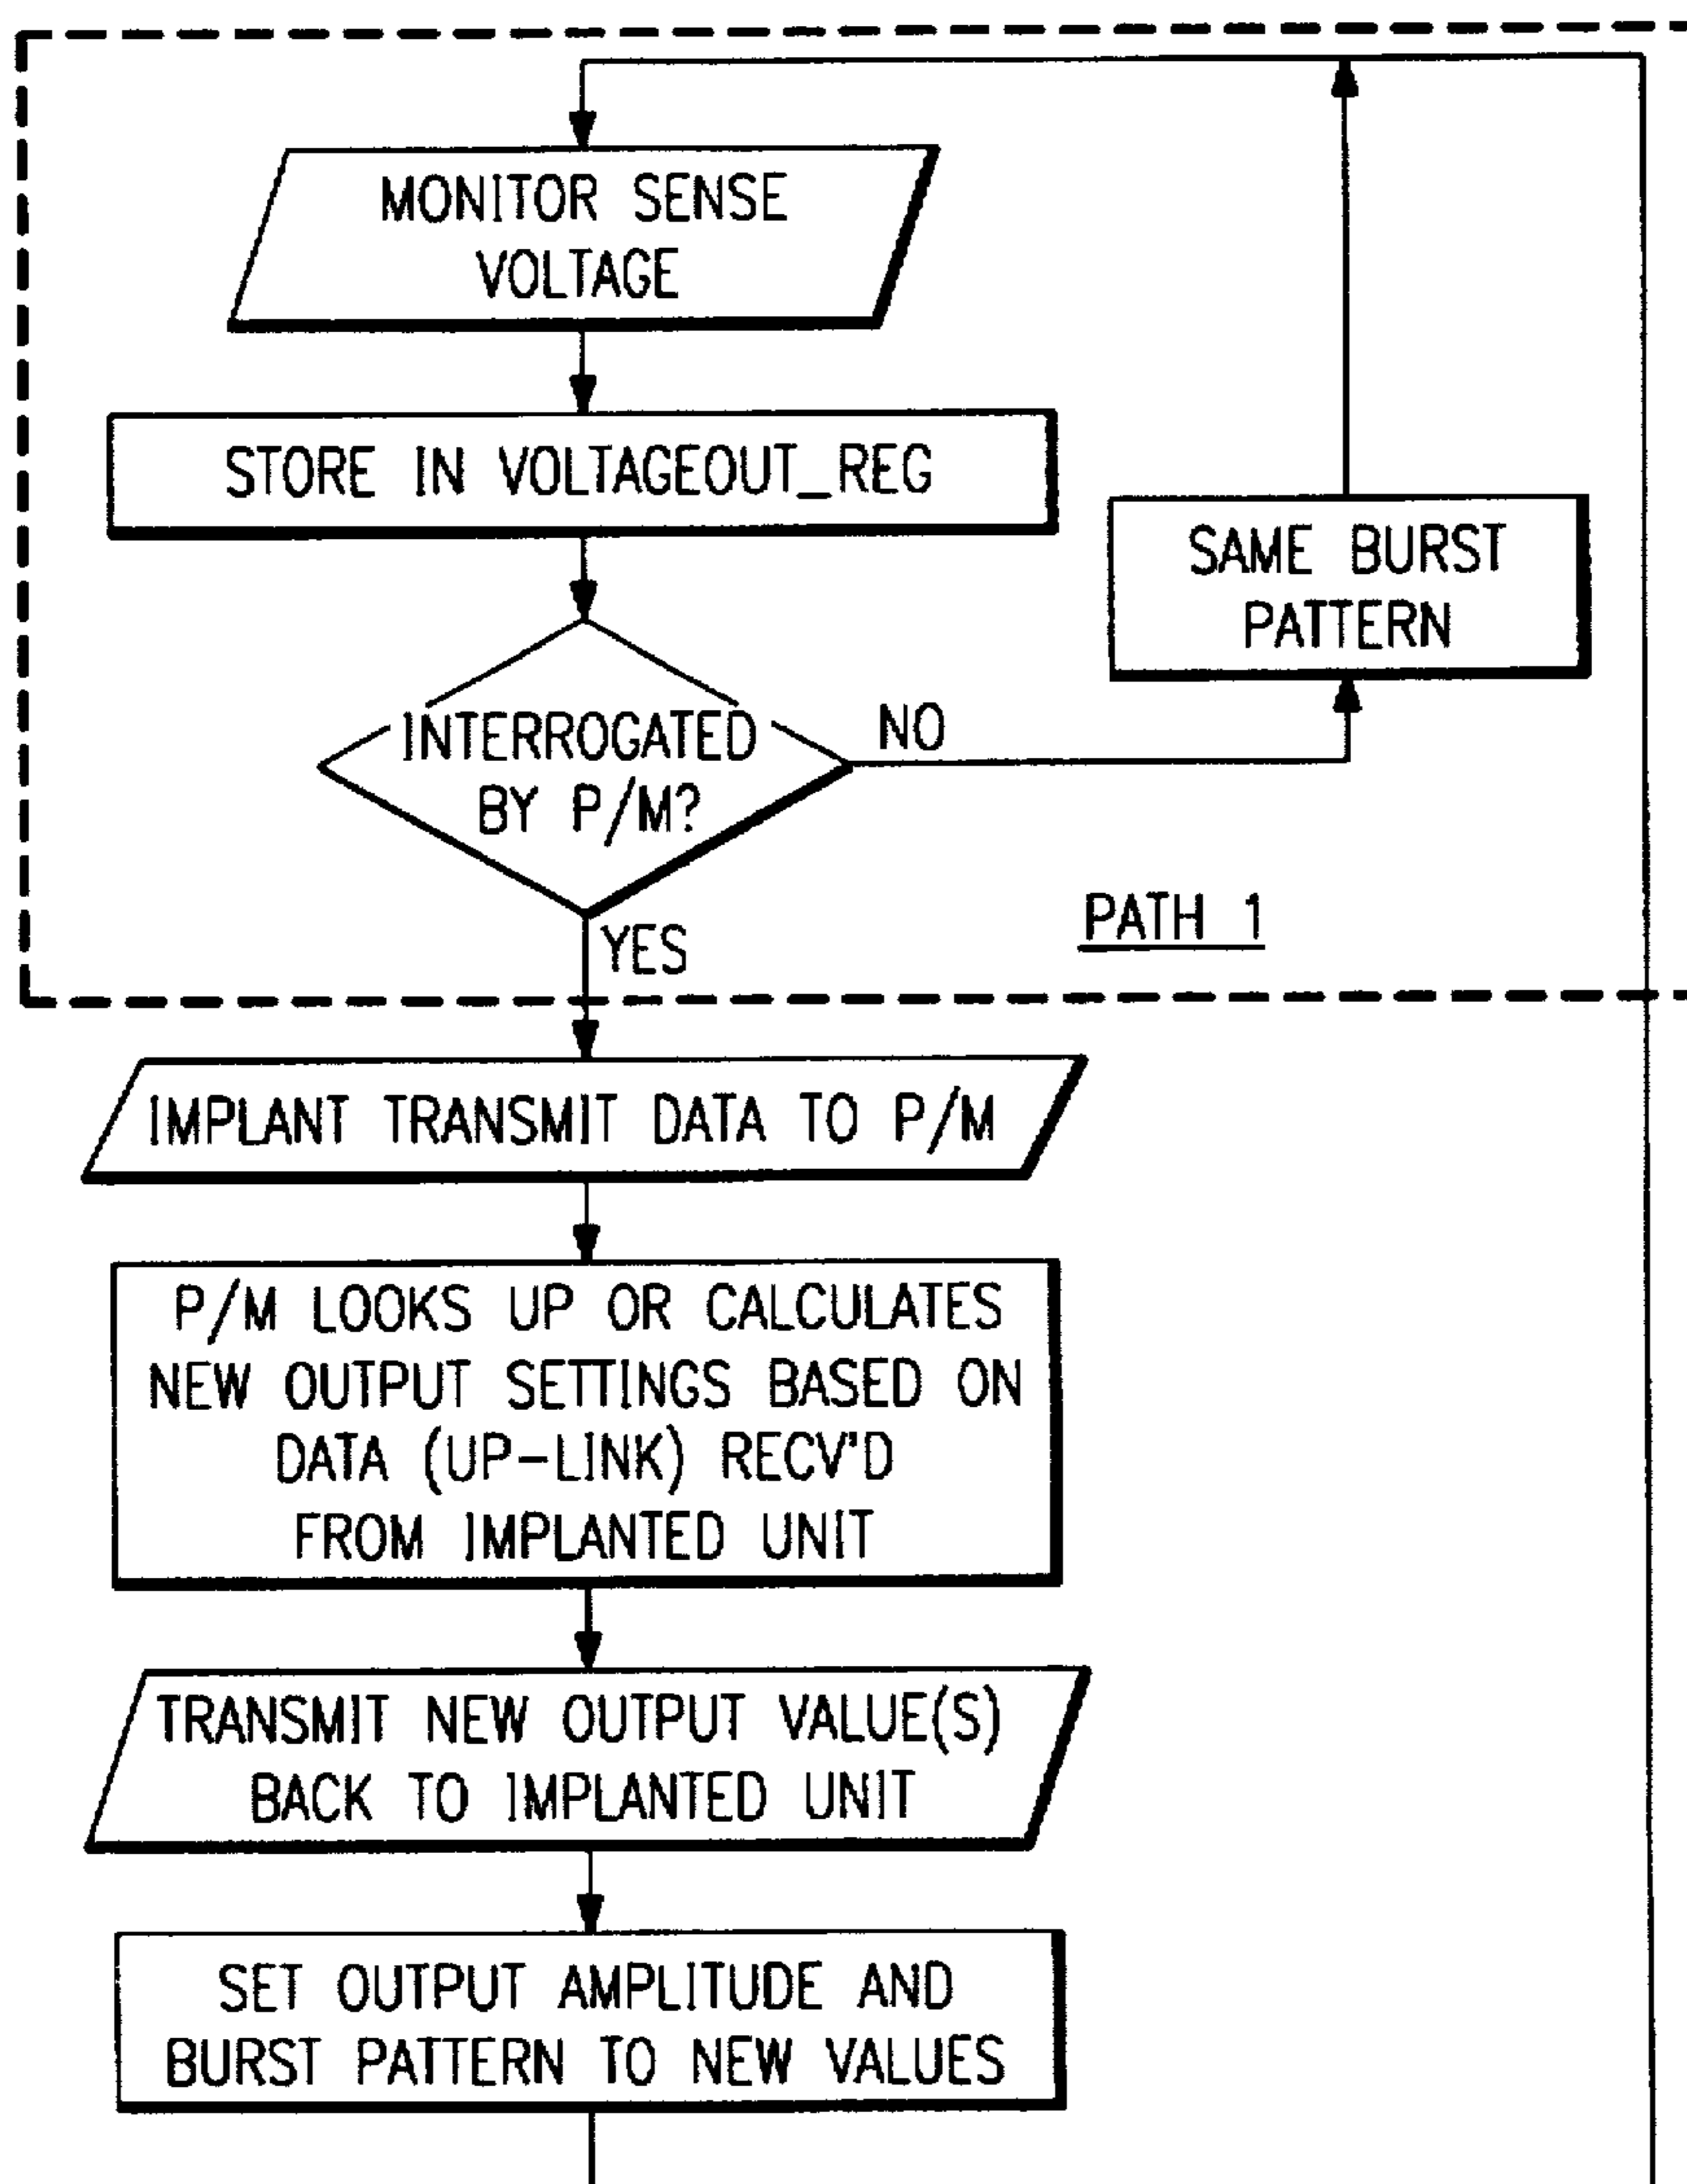 MONITOR SENSE
VOLTAGE
STORE IN VOLTAGEOUT_REG
SAME BURST
PATTERN
INTERROGATED
BY P/M?
NO
PATH 1
YES
IMPLANT TRANSMIT DATA TO P/M
P/M LOOKS UP OR CALCULATES
NEW OUTPUT SETTINGS BASED ON
DATA (UP-LINK) RECV'D
FROM IMPLANTED UNIT
TRANSMIT NEW OUTPUT VALUE(S)
BACK TO IMPLANTED UNIT
SET OUTPUT AMPLITUDE AND
BURST PATTERN TO NEW VALUES